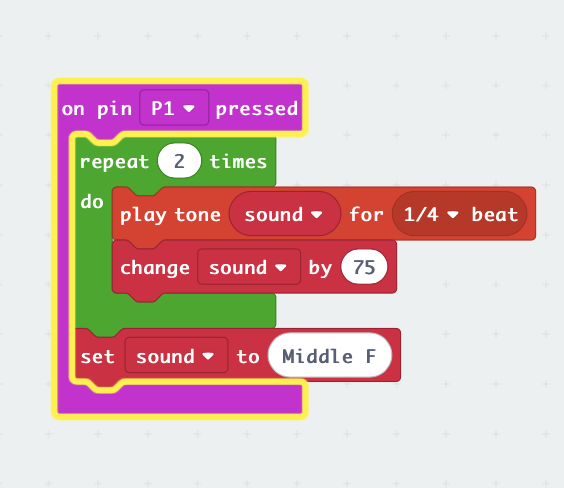 on pin P1 pressed
repeat 2 times
do
play tone sound for 1/4 beat
change sound by 75
set sound to Middle F